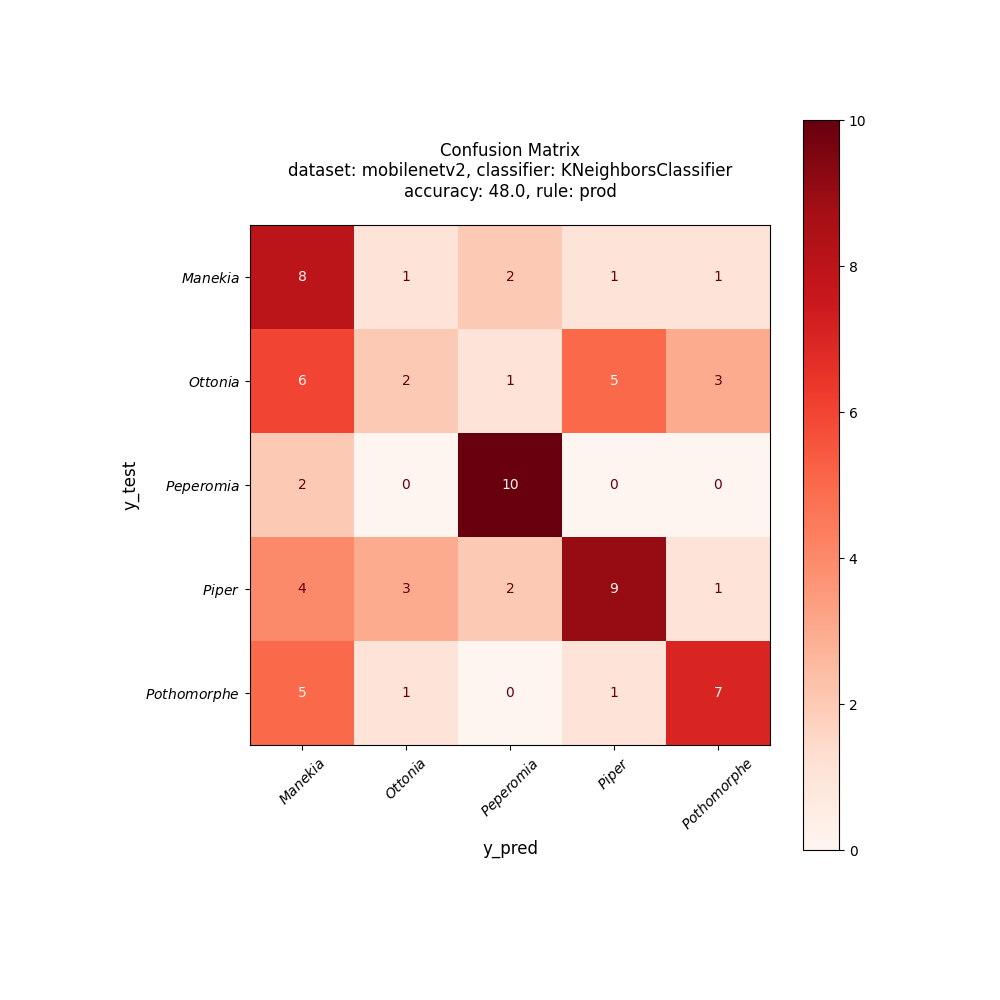 Confusion Matrix
dataset: mobilenetv2, classifier: KNeighborsClassifier
accuracy: 48.0, rule: prod
10
8
6
4
2
0
y_test
Manekia 8 1 2 1 1
Ottonia 6 2 1 5 3
Peperomia 2 0 10 0 0
Piper 4 3 2 9 1
Pothomorphe 5 1 0 1 7
Manekia Ottonia Peperomia Piper Pothomorphe
y_pred